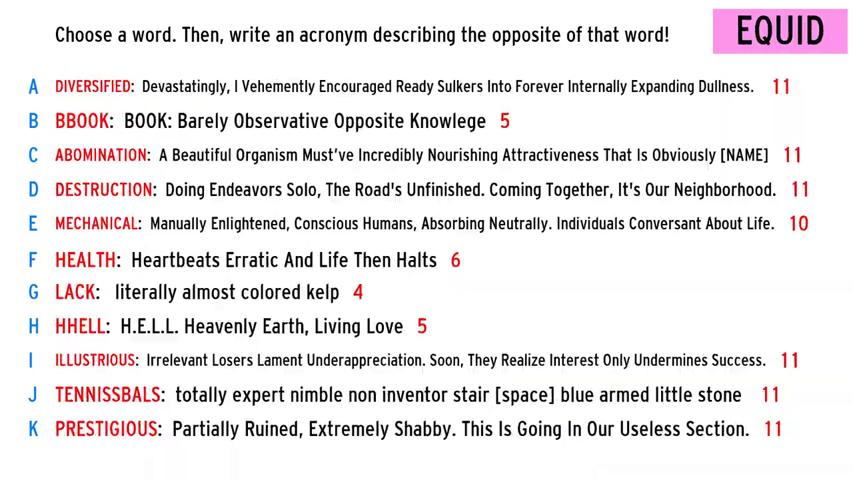 Choose a word. Then, write an acronym describing the opposite of that word!
EQUID
A DIVERSIFIED: Devastatingly, I Vehemently Encouraged Ready Sulkers Into Forever Internally Expanding Dullness. 11
B BBOOK: BOOK: Barely Observative Opposite Knowlege 5
C ABOMINATION: A Beautiful Organism Must've Incredibly Nourishing Attractiveness That Is Obviously [NAME] 11
D DESTRUCTION: Doing Endeavors Solo, The Road's Unfinished. Coming Together, It's Our Neighborhood. 11
E MECHANICAL: Manually Enlightened, Conscious Humans, Absorbing Neutrally. Individuals Conversant About Life. 10
F HEALTH: Heartbeats Erratic And Life Then Halts 6
G LACK: literally almost colored kelp 4
H HHELL: H.E.L.L. Heavenly Earth, Living Love 5
I ILLUSTRIOUS: Irrelevant Losers Lament Underappreciation. Soon, They Realize Interest Only Undermines Success. 11
J TENNISSBALS: totally expert nimble non inventor stair [space] blue armed little stone 11
K PRESTIGIOUS: Partially Ruined, Extremely Shabby. This Is Going In Our Useless Section. 11